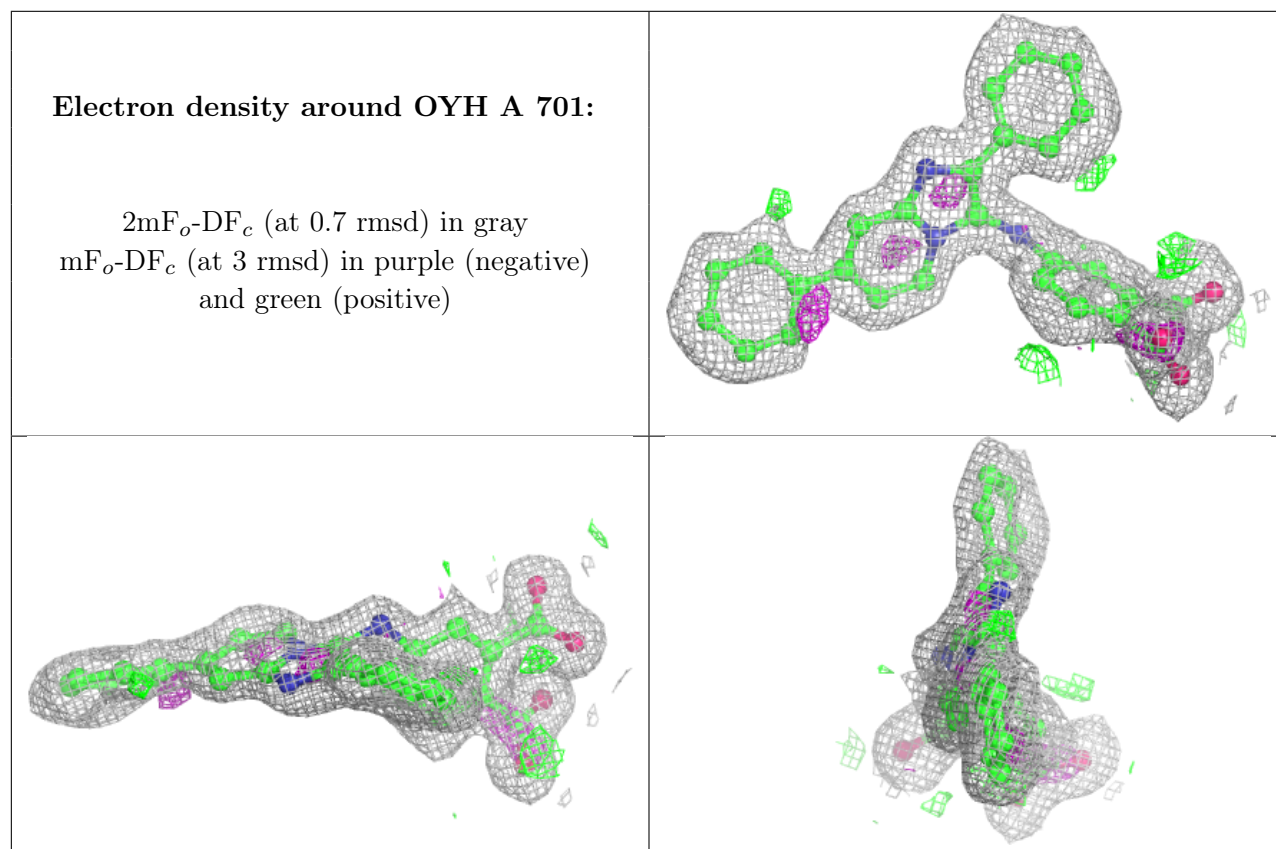 Electron density around OYH A 701:
2mFo-DFc (at 0.7 rmsd) in gray
mFo-DFc (at 3 rmsd) in purple (negative)
and green (positive)